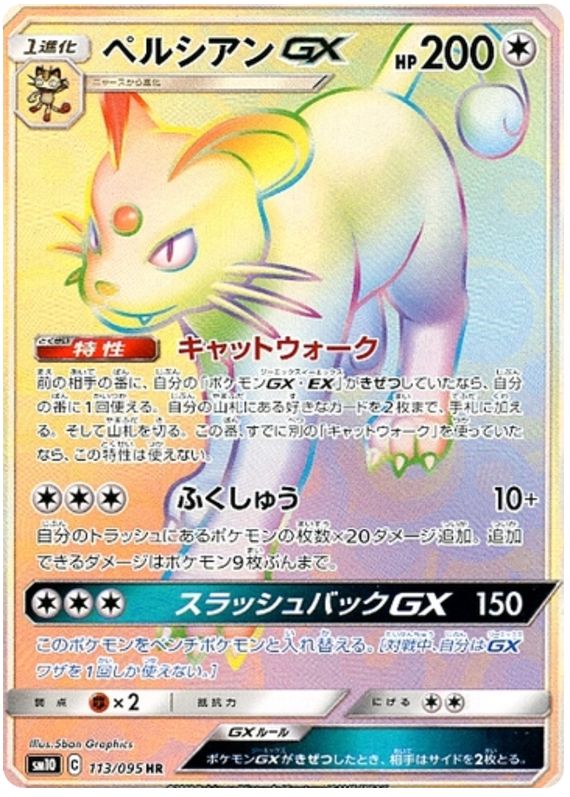 1進化
ペルシアンGX
HP200
ニャースから進化
とくせい
特性 キャットウォーク
前の相手の番に、自分の「ポケモンGX・EX」がきぜつしていたなら、自分
の番に1回使える。自分の山札にある好きなカードを2枚まで、手札に加え
る。そして山札を切る。この番、すでに別の「キャットウォーク」を使っていた
なら、この特性は使えない。
ふくしゅう 10+
自分のトラッシュにあるポケモンの枚数×20ダメージ追加。追加
できるダメージはポケモン9枚ぶんまで。
スラッシュバックGX 150
このポケモンをベンチポケモンと入れ替える。[対戦中、自分はGX
ワザを1回しか使えない。]
弱点 ×2 抵抗力 にげる
GXルール
Illus.5ban Graphics
ポケモンGXがきぜつしたとき、相手はサイドを2枚とる。
sm10 C 113/095 HR